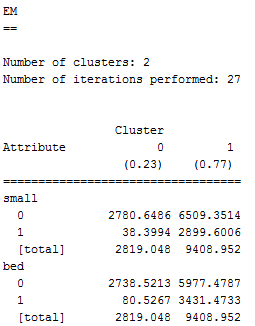 EM
==
Number of clusters: 2
Number of iterations performed: 27
Cluster
Attribute 0 1
(0.23) (0.77)
==================================
small
0 2780.6486 6509.3514
1 38.3994 2899.6006
[total] 2819.048 9408.952
bed
0 2738.5213 5977.4787
1 80.5267 3431.4733
[total] 2819.048 9408.952